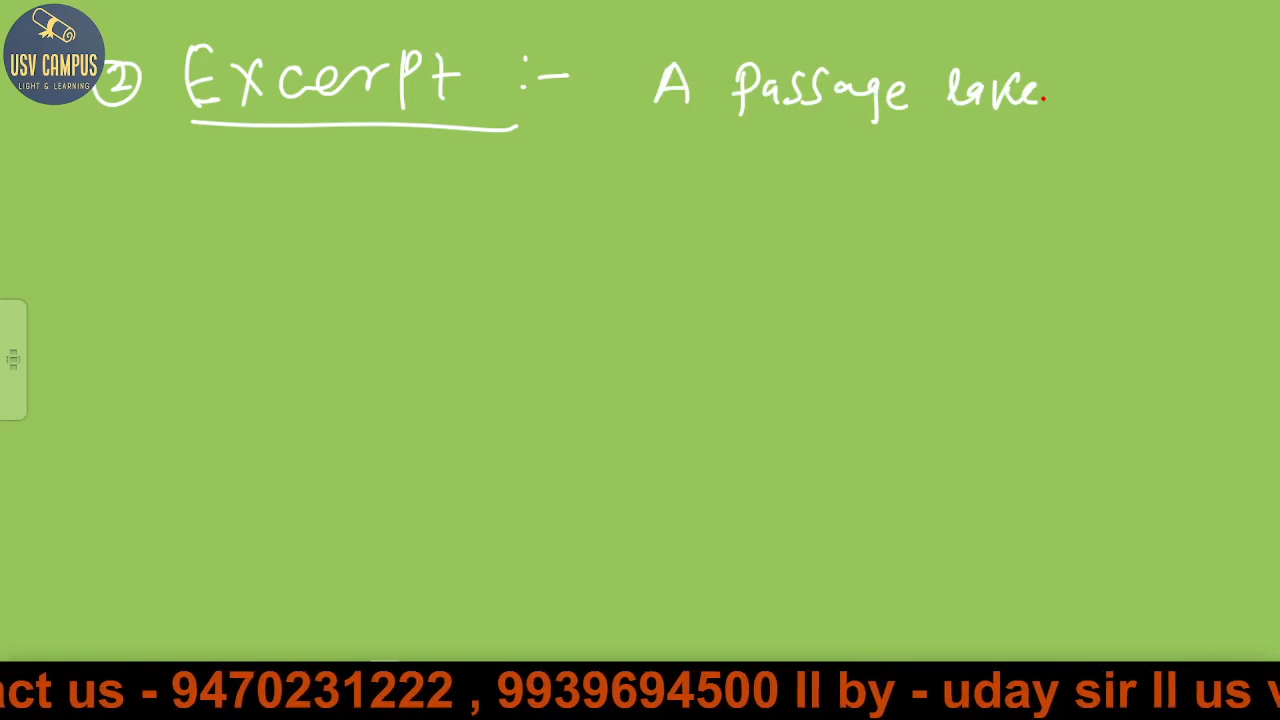 USV CAMPUS
LIGHT & LEARNING
② Excerpt :- A Passage take
act us - 9470231222 , 9939694500 ll by - uday sir ll us v